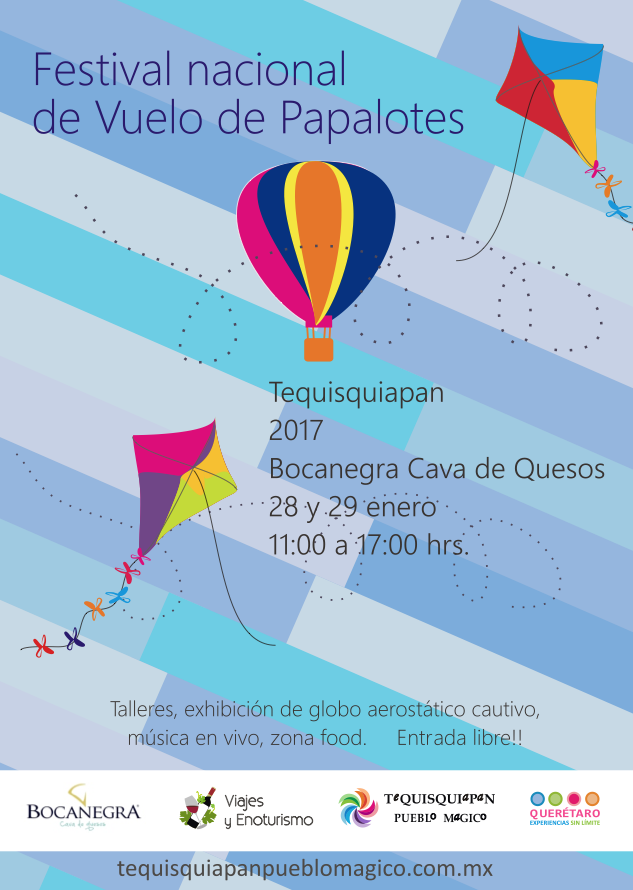 Festival nacional
de Vuelo de Papalotes
Tequisquiapan
2017
Bocanegra Cava de Quesos
28 y 29 enero
11:00 a 17:00 hrs.
Talleres, exhibición de globo aerostático cautivo,
música en vivo, zona food. Entrada libre!!
BOCANEGRA
Cava de Quesos
Viajes
y Enoturismo
TeQUISQUIaPaN
PUEBLo MaGICo
QUERÉTARO
EXPERIENCIAS SIN LÍMITE
tequisquiapanpueblomagico.com.mx